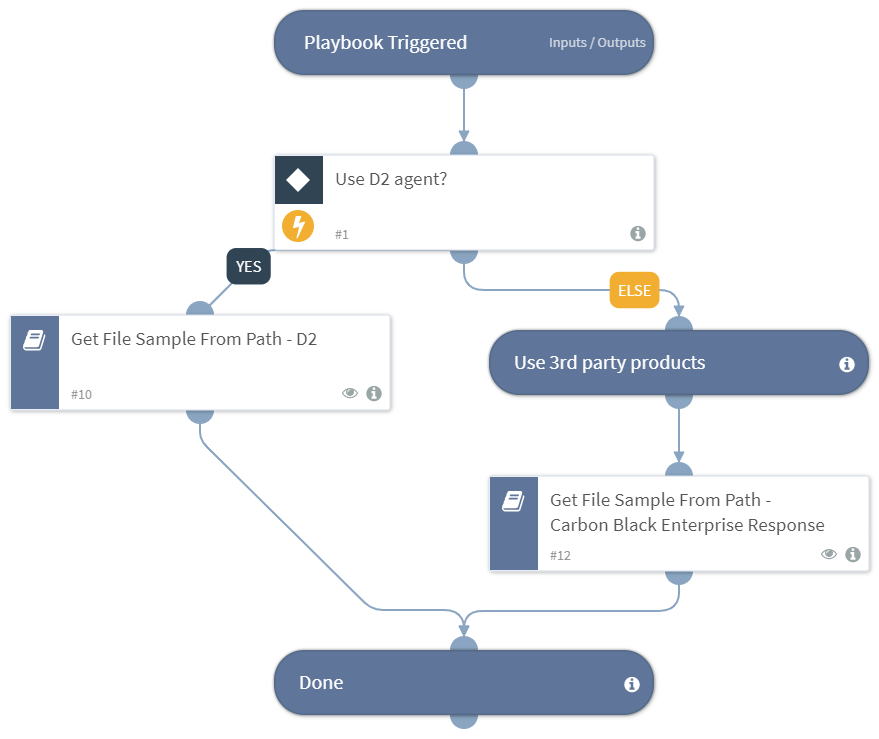 Playbook Triggered
Inputs / Outputs
Use D2 agent?
#1
YES
ELSE
Get File Sample From Path - D2
#10
Use 3rd party products
Get File Sample From Path -
Carbon Black Enterprise Response
#12
Done